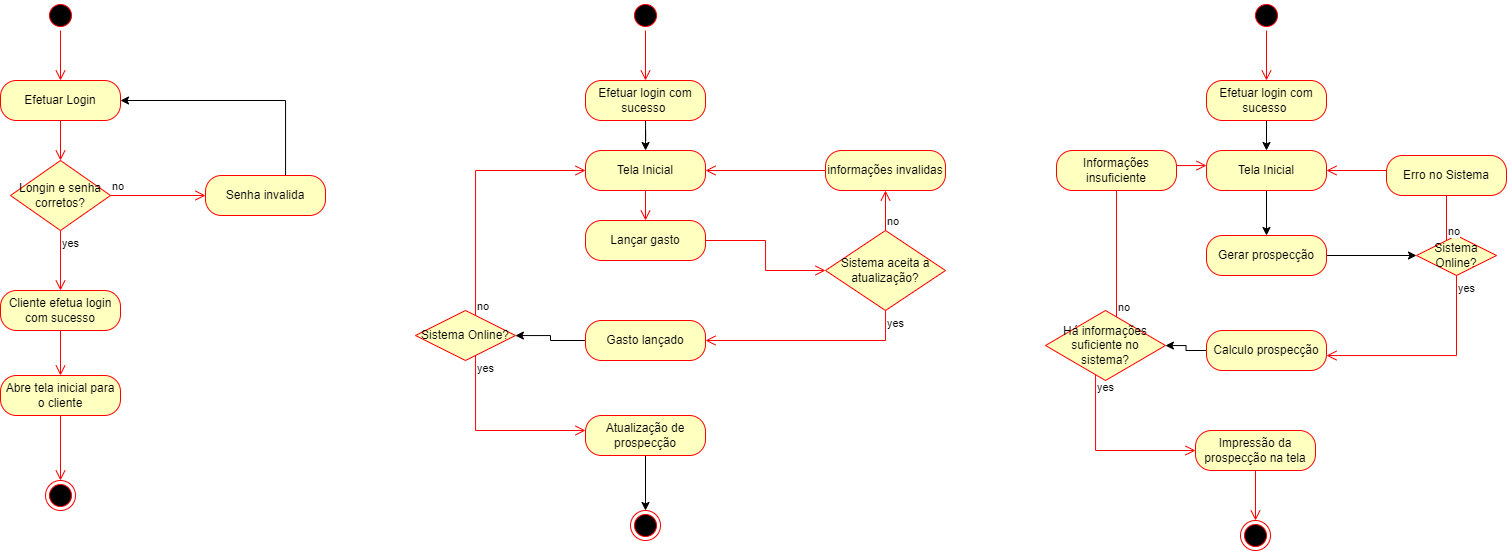 Efetuar Login
Longin e senha
corretos?
no
Senha invalida
yes
Cliente efetua login
com sucesso
Abre tela inicial para
o cliente
Efetuar login com
sucesso
Tela Inicial
informações invalidas
Lançar gasto
no
Sistema aceita a
atualização?
yes
Gasto lançado
no
Sistema Online?
yes
Atualização de
prospecção
Efetuar login com
sucesso
Informações
insuficiente
Tela Inicial
Erro no Sistema
Gerar prospecção
no
Sistema
Online?
yes
Calculo prospecção
no
Há informações
suficiente no
sistema?
yes
Impressão da
prospecção na tela